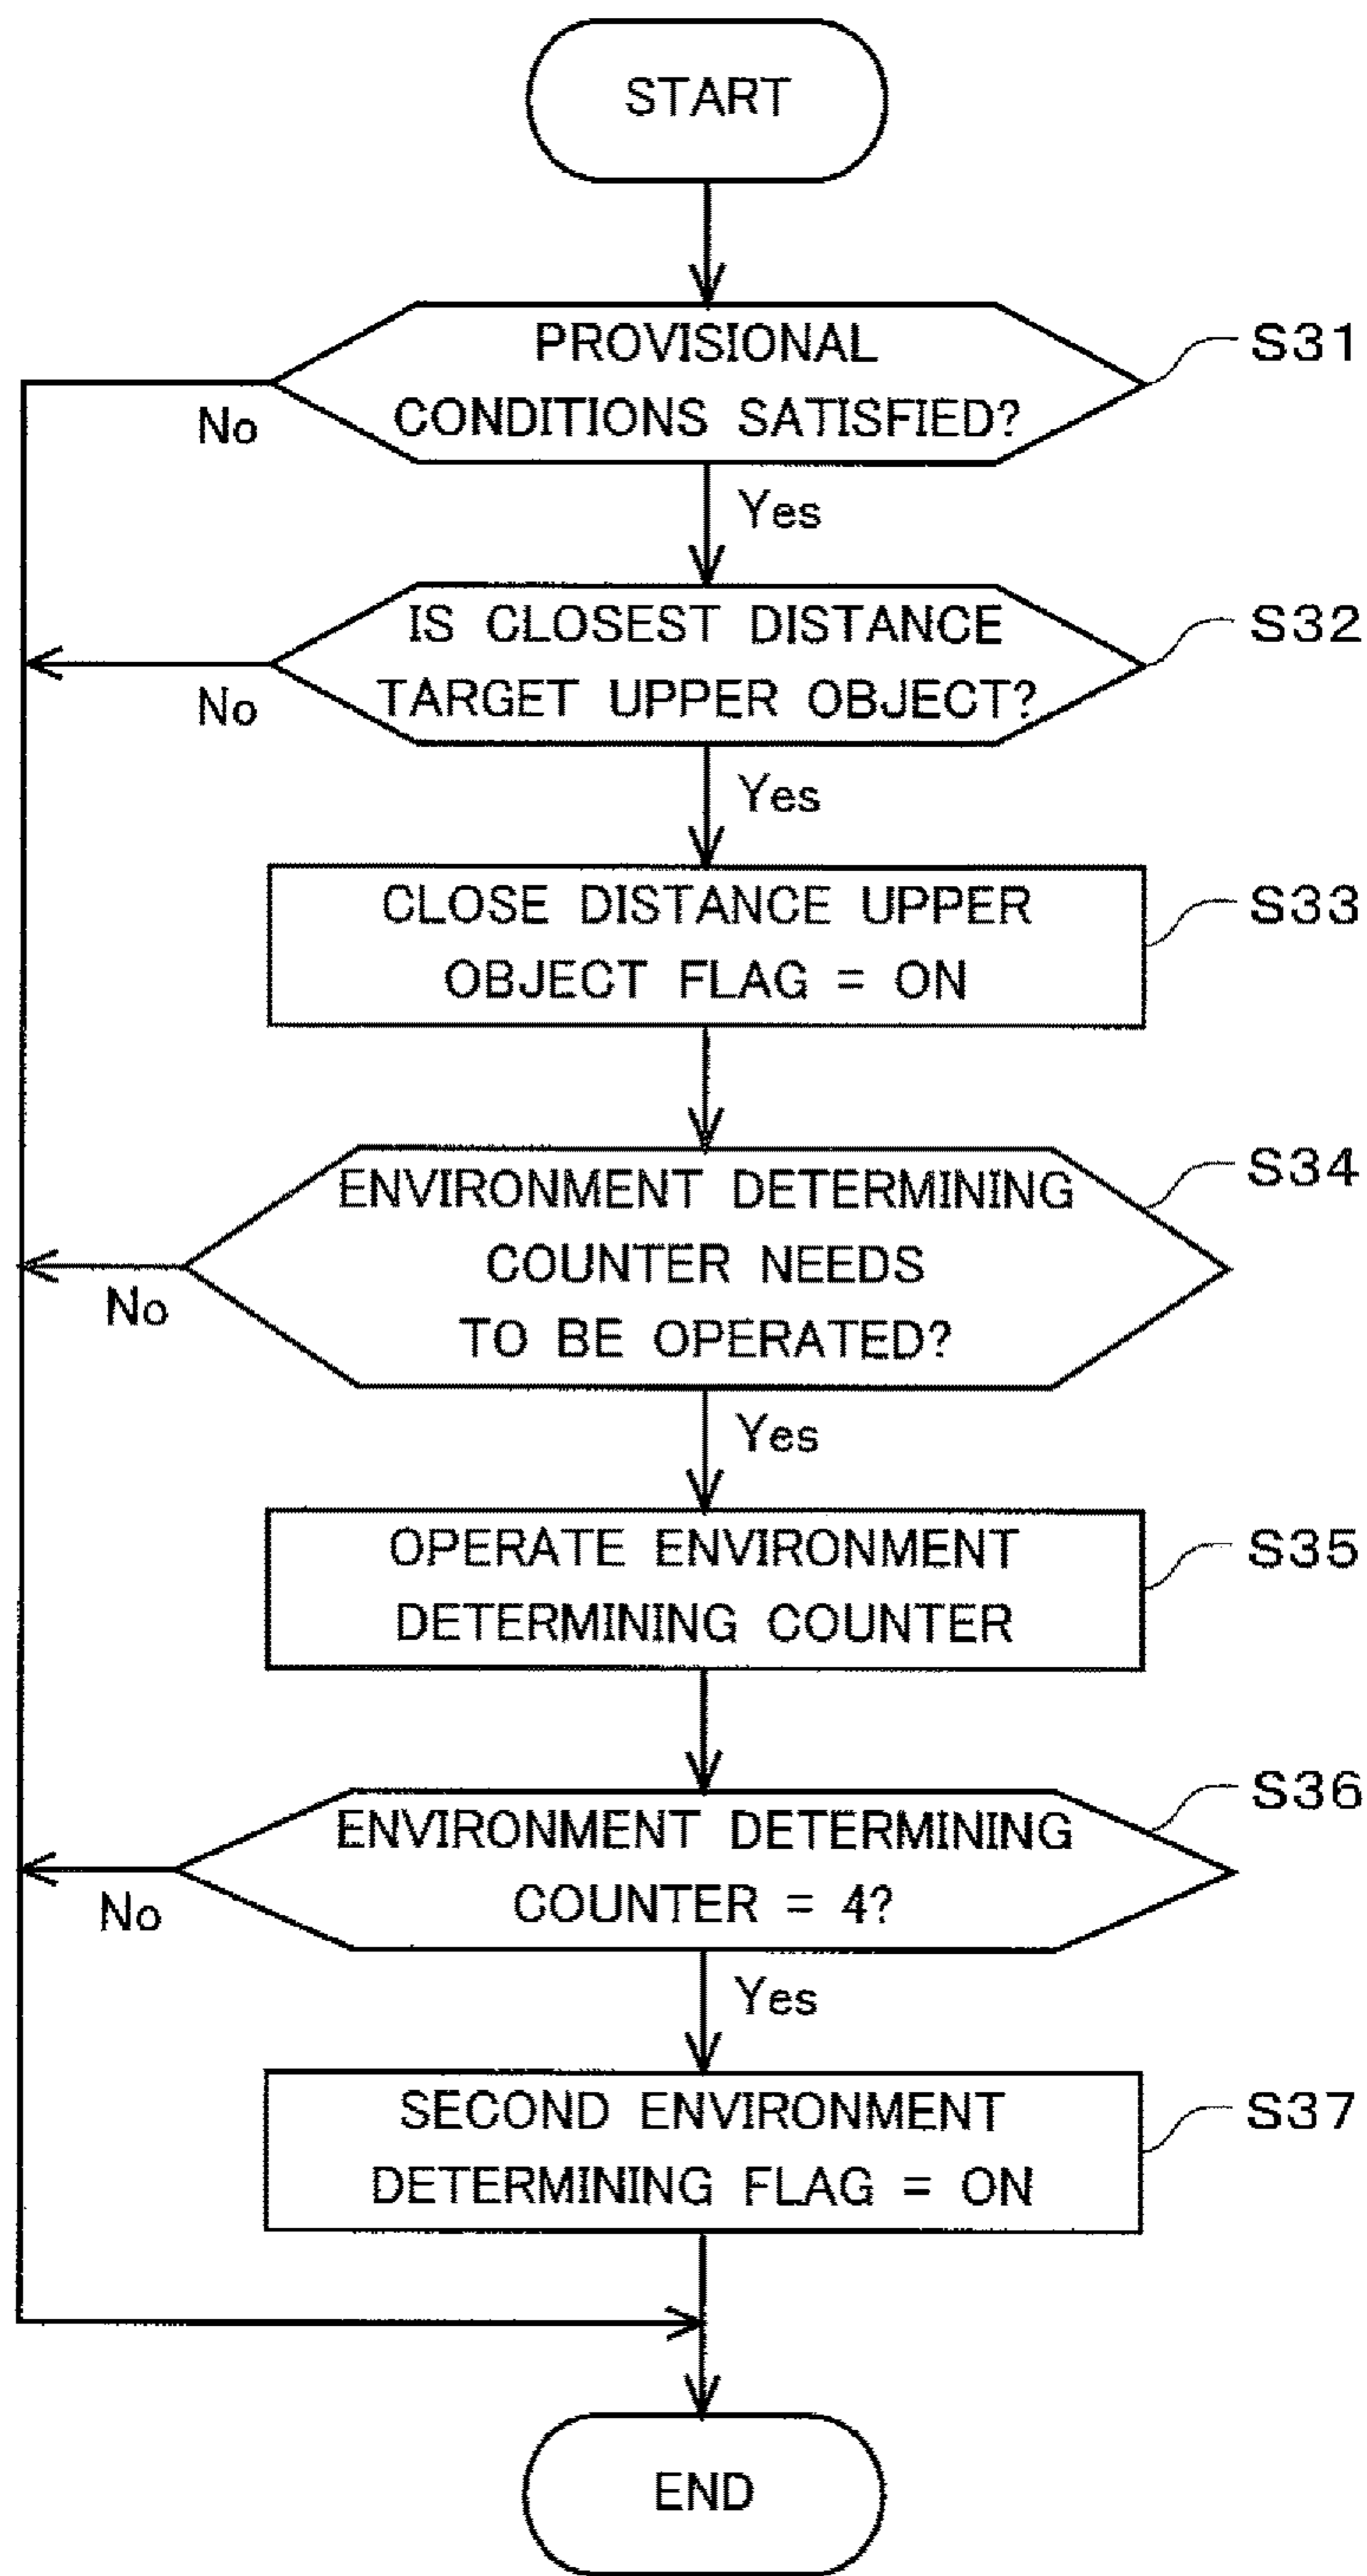 START
PROVISIONAL
CONDITIONS SATISFIED?
S31
No
Yes
IS CLOSEST DISTANCE
TARGET UPPER OBJECT?
S32
No
Yes
CLOSE DISTANCE UPPER
OBJECT FLAG = ON
S33
ENVIRONMENT DETERMINING
COUNTER NEEDS
TO BE OPERATED?
S34
No
Yes
OPERATE ENVIRONMENT
DETERMINING COUNTER
S35
ENVIRONMENT DETERMINING
COUNTER = 4?
S36
No
Yes
SECOND ENVIRONMENT
DETERMINING FLAG = ON
S37
END